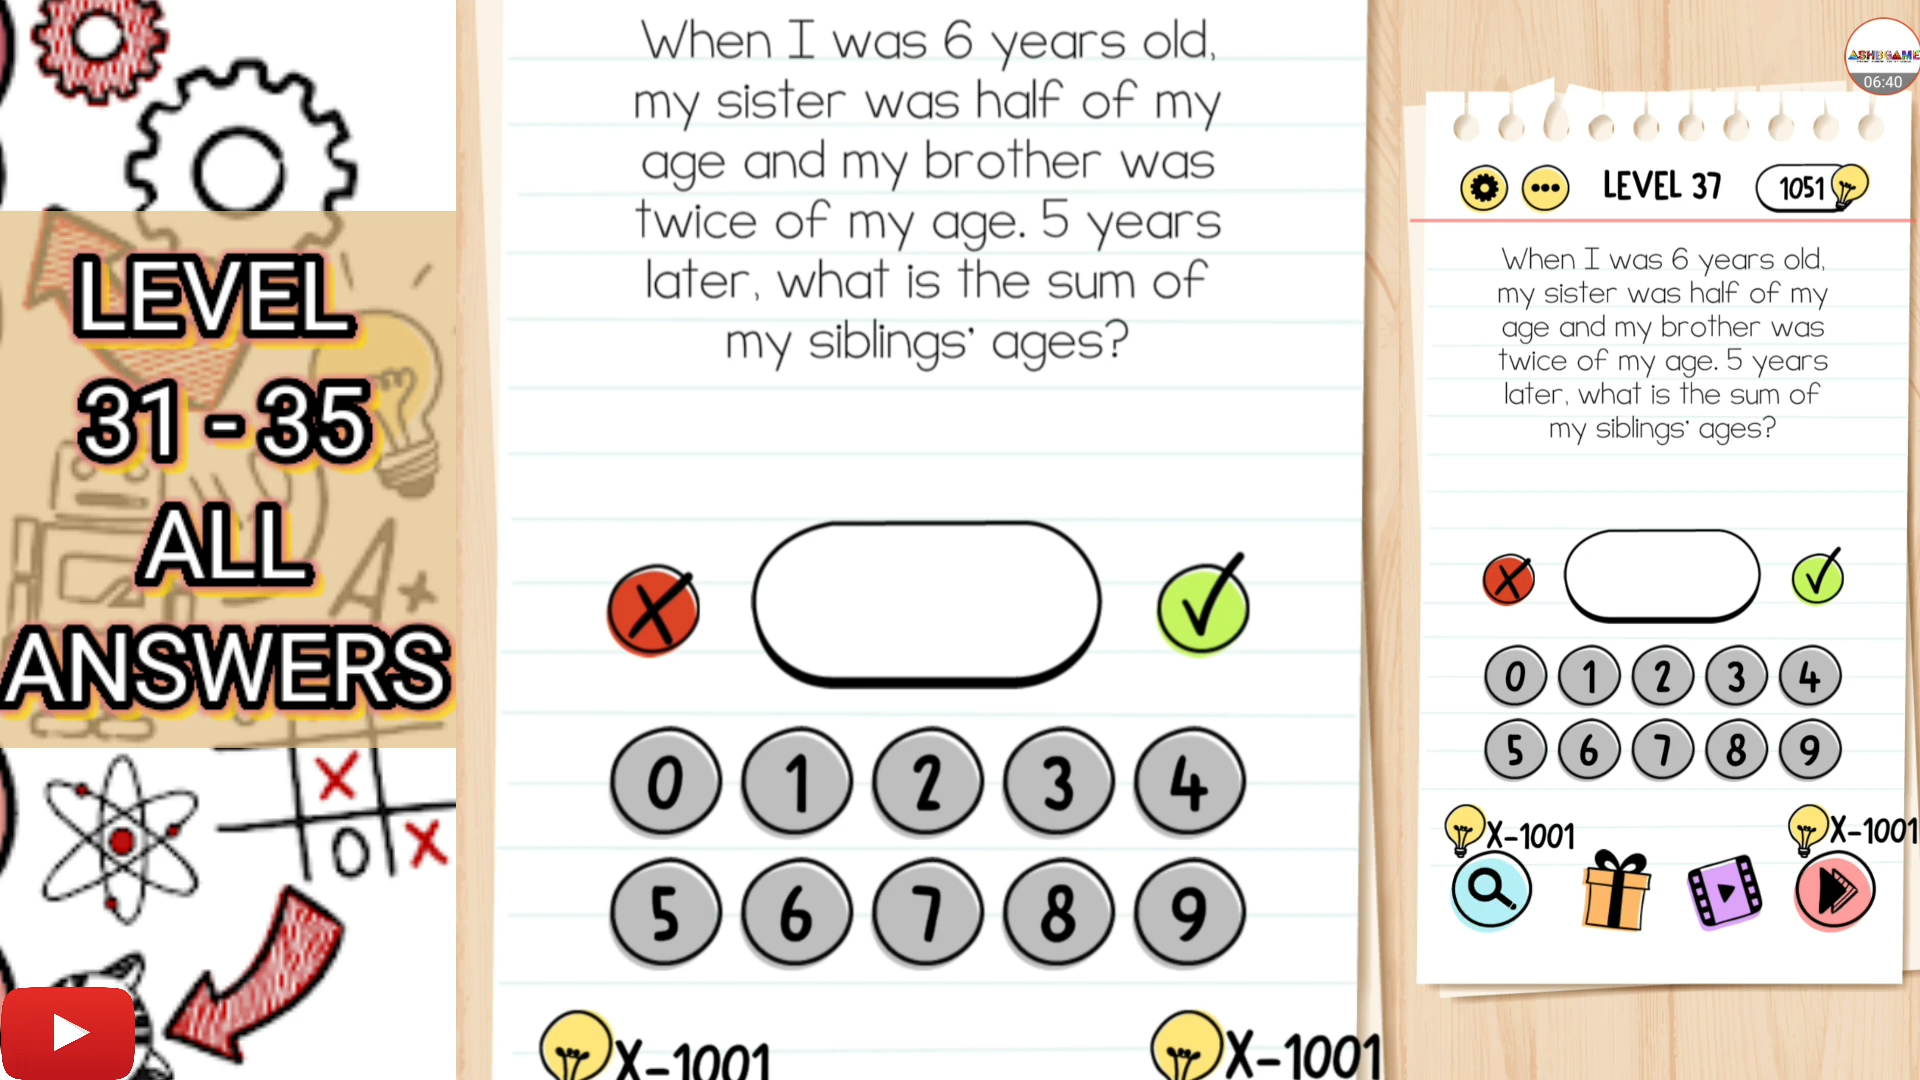 LEVEL
31 - 35
ALL
ANSWERS
A+
X
O X
When I was 6 years old,
my sister was half of my
age and my brother was
twice of my age. 5 years
later, what is the sum of
my siblings' ages?
0 1 2 3 4
5 6 7 8 9
X-1001
X-1001
ASHBGAME
06:40
LEVEL 37
1051
When I was 6 years old,
my sister was half of my
age and my brother was
twice of my age. 5 years
later, what is the sum of
my siblings' ages?
0 1 2 3 4
5 6 7 8 9
X-1001
X-1001